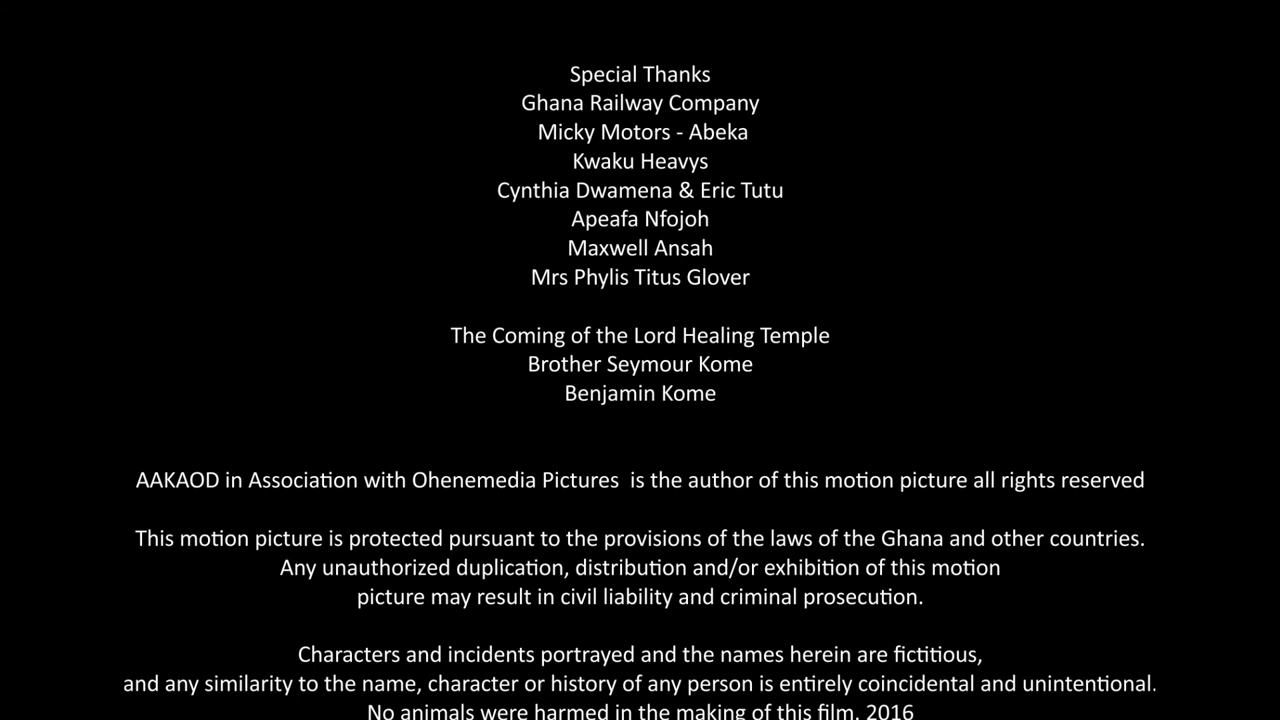 Special Thanks
Ghana Railway Company
Micky Motors - Abeka
Kwaku Heavys
Cynthia Dwamena & Eric Tutu
Apeafa Nfojoh
Maxwell Ansah
Mrs Phylis Titus Glover
The Coming of the Lord Healing Temple
Brother Seymour Kome
Benjamin Kome
AAKAOD in Association with Ohenemedia Pictures  is the author of this motion picture all rights reserved
This motion picture is protected pursuant to the provisions of the laws of the Ghana and other countries.
Any unauthorized duplication, distribution and/or exhibition of this motion
picture may result in civil liability and criminal prosecution.
Characters and incidents portrayed and the names herein are fictitious,
and any similarity to the name, character or history of any person is entirely coincidental and unintentional.
No animals were harmed in the making of this film. 2016